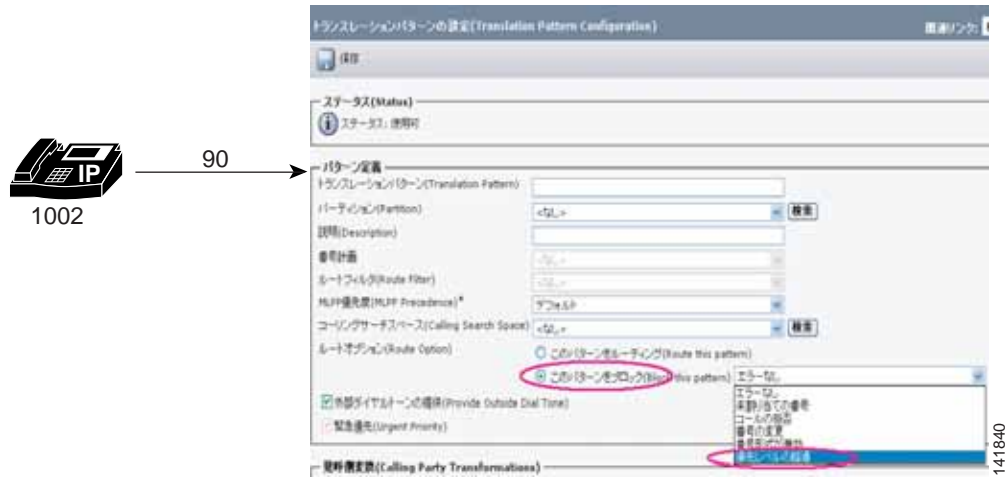 トランスレーションパターンの設定(Translation Pattern Configuration)
関連リンク:
保存
ステータス(Status)
ステータス: 使用可
パターン定義
トランスレーションパターン(Translation Pattern)
パーティション(Partition)
<なし>
検索
説明(Description)
番号計画
<なし>
ルートフィルタ(Route Filter)
<なし>
MLPP優先度(MLPP Precedence)*
デフォルト
コーリングサーチスペース(Calling Search Space)
<なし>
検索
ルートオプション(Route Option)
このパターンをルーティング(Route this pattern)
このパターンをブロック(Block this pattern)
エラーなし
エラーなし
未割り当ての番号
コールの拒否
番号の変更
番号形式が無効
優先レベルの超過
外部ダイヤルトーンの提供(Provide Outside Dial Tone)
緊急優先(Urgent Priority)
発呼側変換(Calling Party Transformations)
IP
90
1002
141840